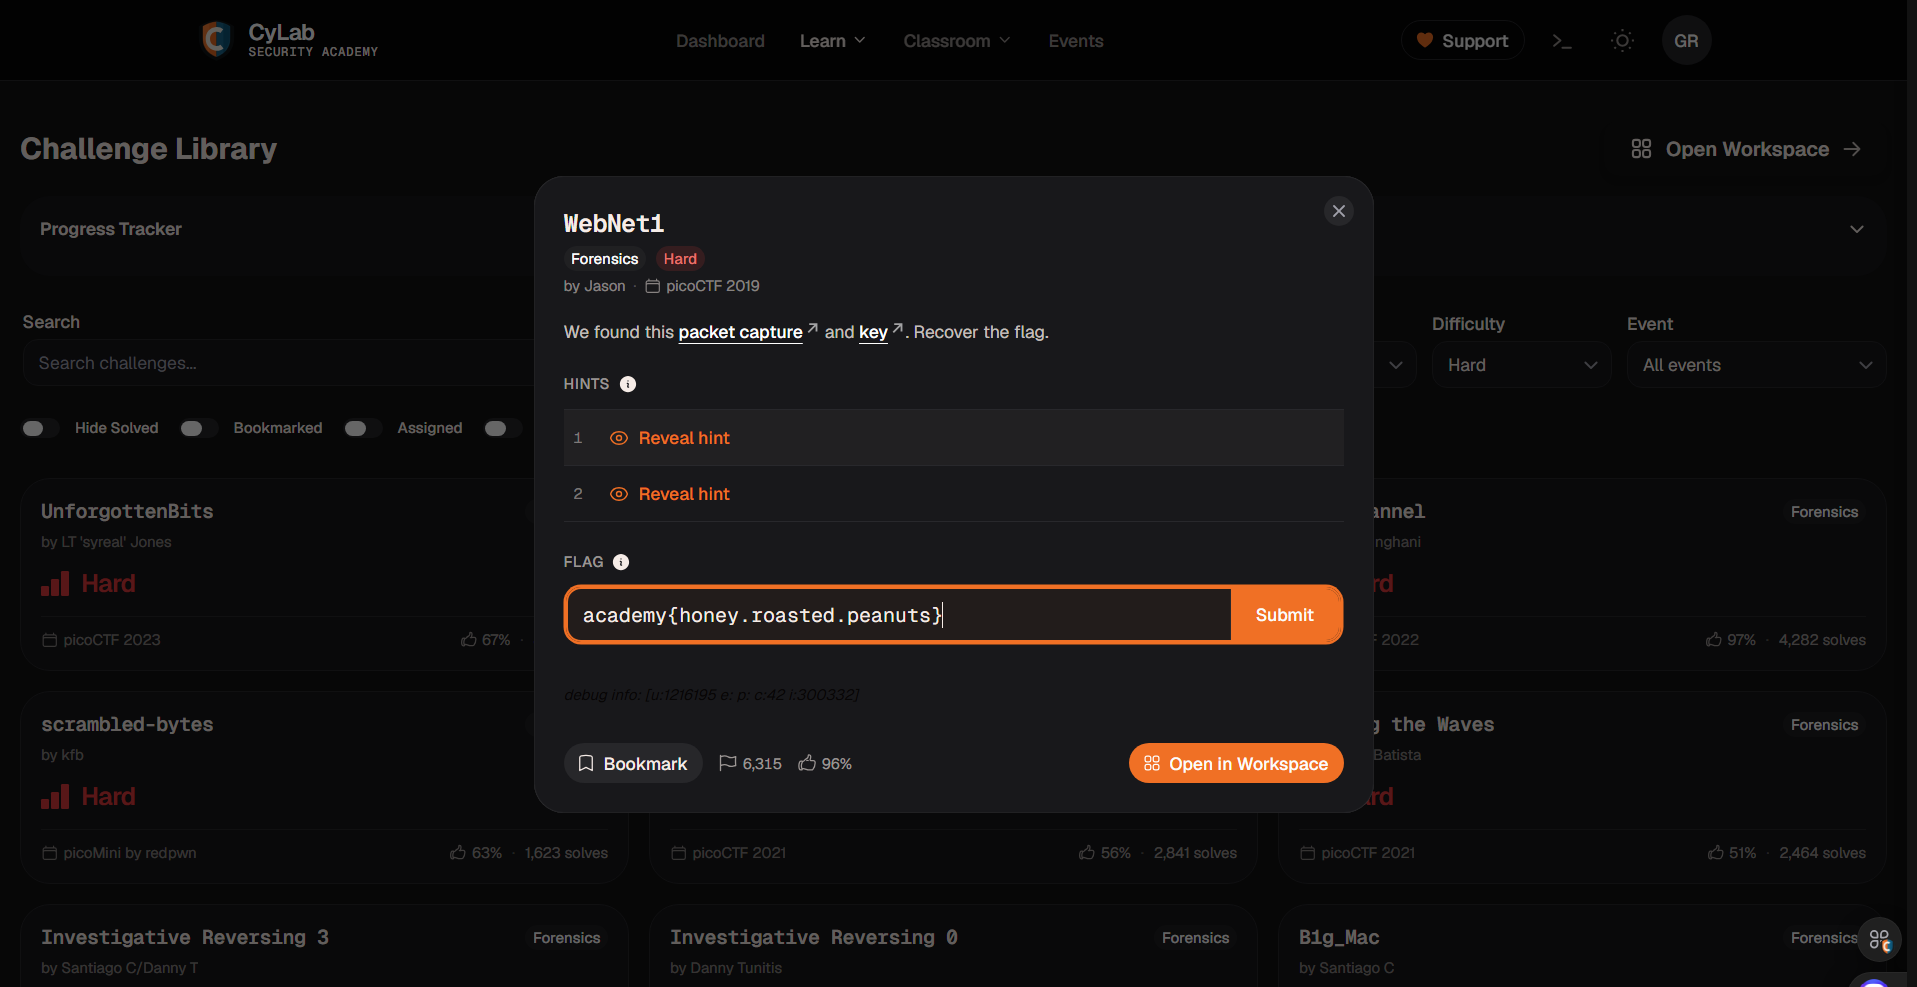 CyLab
SECURITY ACADEMY
Dashboard
Learn
Classroom
Events
Support
GR
Challenge Library
Open Workspace
Progress Tracker
Search
Search challenges...
Difficulty
Hard
Event
All events
Hide Solved
Bookmarked
Assigned
WebNet1
Forensics
Hard
by Jason · picoCTF 2019
We found this packet capture and key. Recover the flag.
HINTS
1 Reveal hint
2 Reveal hint
FLAG
academy{honey.roasted.peanuts}
Submit
debug info: [u:1216195 e: p: c:42 i:300332]
Bookmark
6,315
96%
Open in Workspace
UnforgottenBits
by LT 'syreal' Jones
Hard
picoCTF 2023
67% ·
annel
Forensics
nghani
rd
F 2022
97% · 4,282 solves
scrambled-bytes
by kfb
Hard
picoMini by redpwn
63% · 1,623 solves
picoCTF 2021
56% · 2,841 solves
g the Waves
Forensics
Batista
rd
picoCTF 2021
51% · 2,464 solves
Investigative Reversing 3
Forensics
by Santiago C/Danny T
Investigative Reversing 0
Forensics
by Danny Tunitis
B1g_Mac
Forensics
by Santiago C